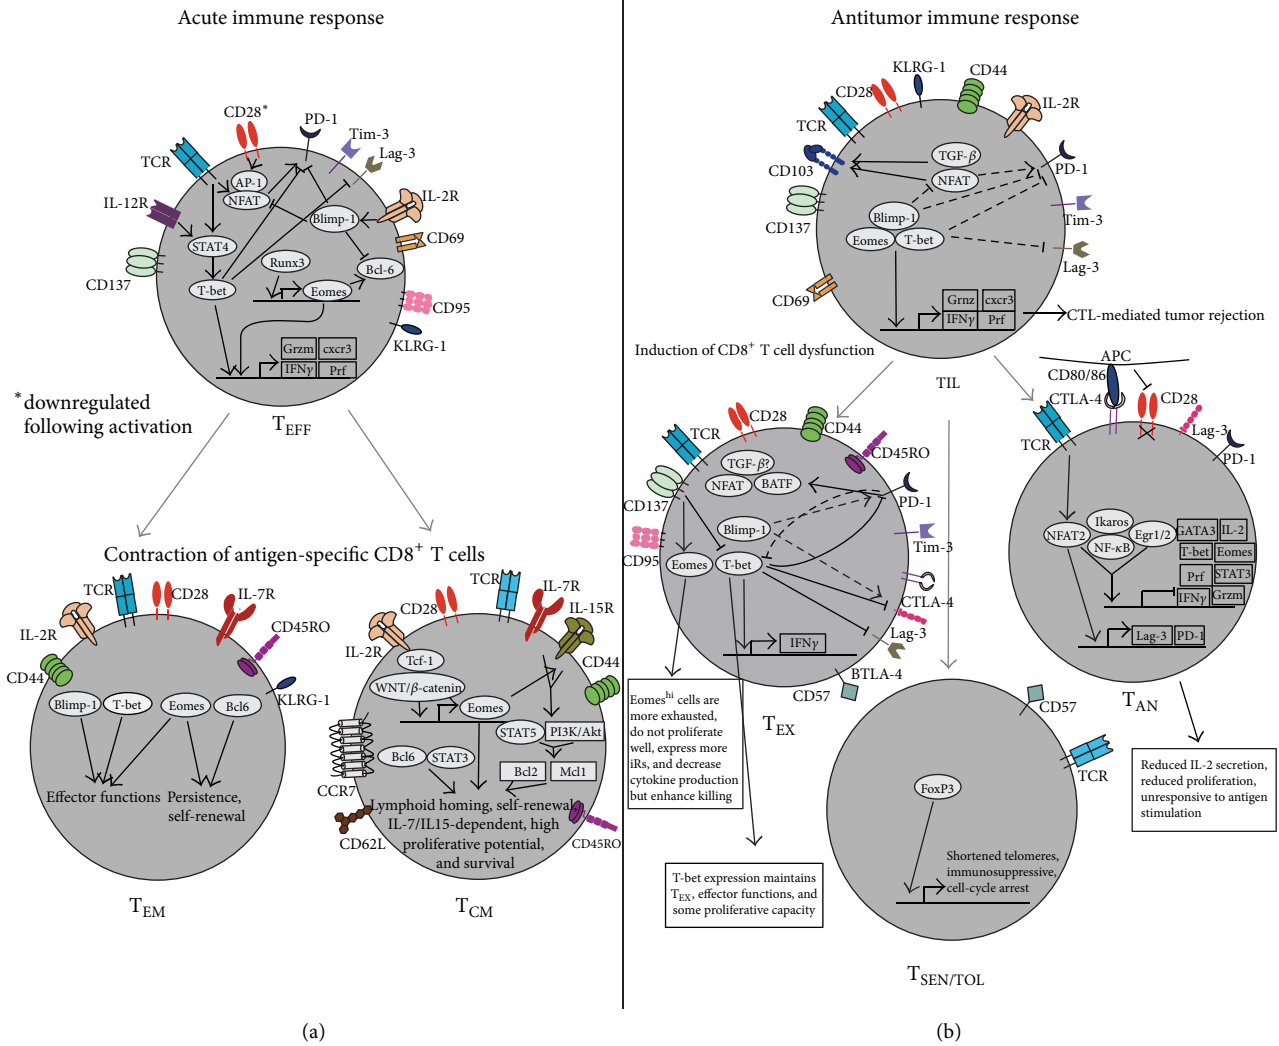 Acute immune response
CD28*
PD-1
Tim-3
TCR
Lag-3
AP-1
NFAT
IL-12R
IL-2R
Blimp-1
STAT4
CD69
Runx3
Bcl-6
CD137
T-bet
Eomes
CD95
KLRG-1
Grzm
cxcr3
IFNγ
Prf
*downregulated
following activation
TEFF
Contraction of antigen-specific CD8+ T cells
TCR
CD28
IL-7R
IL-2R
CD45RO
CD44
KLRG-1
Blimp-1
T-bet
Eomes
Bcl6
Effector functions
Persistence,
self-renewal
TEM
TCR
IL-7R
CD28
IL-15R
IL-2R
Tcf-1
CD44
WNT/β-catenin
Eomes
STAT5
PI3K/Akt
Bcl6
STAT3
Bcl2
Mcl1
CCR7
Lymphoid homing, self-renewal,
IL-7/IL15-dependent, high
proliferative potential,
and survival
CD62L
CD45RO
TCM
(a)
Antitumor immune response
KLRG-1
CD44
CD28
IL-2R
TCR
TGF-β
CD103
NFAT
PD-1
CD137
Blimp-1
Tim-3
Eomes
T-bet
Lag-3
CD69
Grnz
cxcr3
IFNγ
Prf
CTL-mediated tumor rejection
Induction of CD8+ T cell dysfunction
TIL
CD28
CD44
TCR
CD45RO
TGF-β?
NFAT
BATF
CD137
PD-1
Blimp-1
Tim-3
CD95
Eomes
T-bet
CTLA-4
Lag-3
IFNγ
BTLA-4
CD57
TEX
Eomeshi cells are
more exhausted,
do not proliferate
well, express more
iRs, and decrease
cytokine production
but enhance killing
T-bet expression maintains
TEX, effector functions, and
some proliferative capacity
APC
CD80/86
CTLA-4
CD28
Lag-3
TCR
PD-1
Ikaros
NFAT2
Egr1/2
NF-κB
GATA3
IL-2
T-bet
Eomes
Prf
STAT3
IFNγ
Grzm
Lag-3
PD-1
TAN
Reduced IL-2 secretion,
reduced proliferation,
unresponsive to antigen
stimulation
CD57
TCR
FoxP3
Shortened telomeres,
immunosuppressive,
cell-cycle arrest
TSEN/TOL
(b)